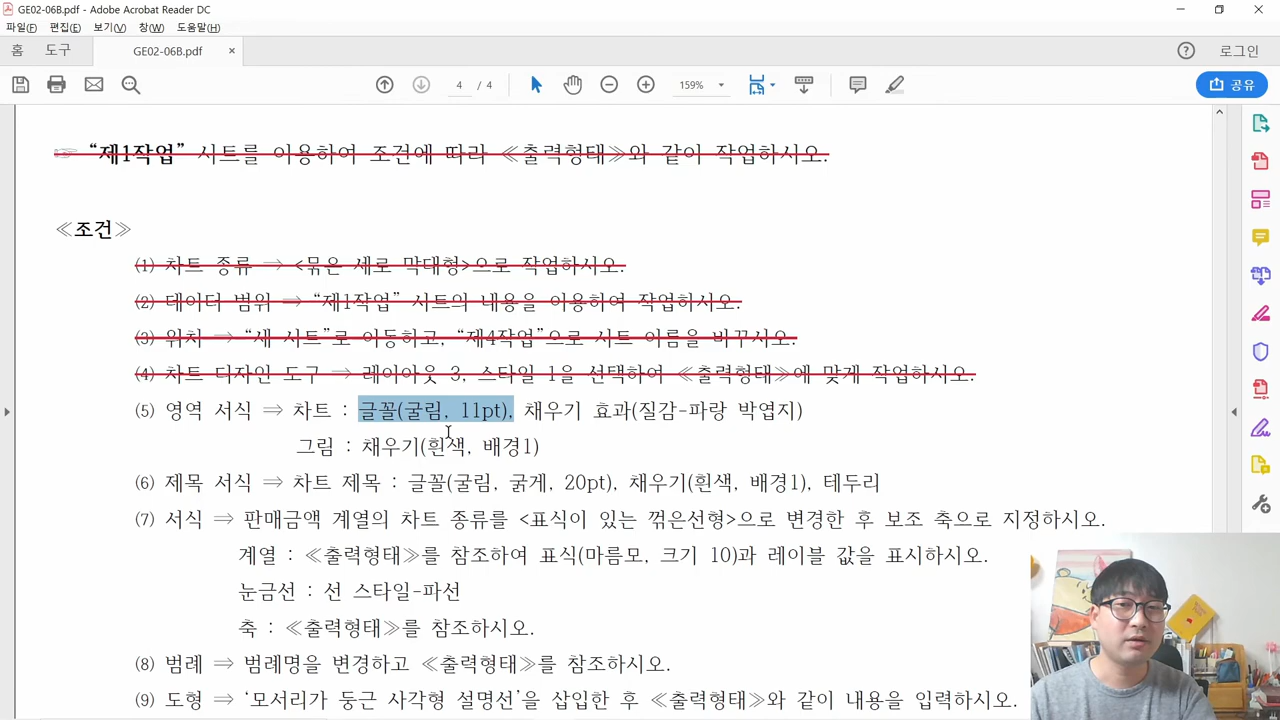 GE02-06B.pdf - Adobe Acrobat Reader DC
파일(F) 편집(E) 보기(V) 창(W) 도움말(H)
홈 도구 GE02-06B.pdf × 로그인
4 / 4 159% 공유
☞ “제1작업” 시트를 이용하여 조건에 따라 ≪출력형태≫와 같이 작업하시오.
≪조건≫
(1) 차트 종류 ⇒ <묶은 세로 막대형>으로 작업하시오.
(2) 데이터 범위 ⇒ “제1작업” 시트의 내용을 이용하여 작업하시오.
(3) 위치 ⇒ “새 시트”로 이동하고, “제4작업”으로 시트 이름을 바꾸시오.
(4) 차트 디자인 도구 ⇒ 레이아웃 3, 스타일 1을 선택하여 ≪출력형태≫에 맞게 작업하시오.
(5) 영역 서식 ⇒ 차트 : 글꼴(굴림, 11pt), 채우기 효과(질감-파랑 박엽지)
그림 : 채우기(흰색, 배경1)
(6) 제목 서식 ⇒ 차트 제목 : 글꼴(굴림, 굵게, 20pt), 채우기(흰색, 배경1), 테두리
(7) 서식 ⇒ 판매금액 계열의 차트 종류를 <표식이 있는 꺾은선형>으로 변경한 후 보조 축으로 지정하시오.
계열 : ≪출력형태≫를 참조하여 표식(마름모, 크기 10)과 레이블 값을 표시하시오.
눈금선 : 선 스타일-파선
축 : ≪출력형태≫를 참조하시오.
(8) 범례 ⇒ 범례명을 변경하고 ≪출력형태≫를 참조하시오.
(9) 도형 ⇒ ‘모서리가 둥근 사각형 설명선’을 삽입한 후 ≪출력형태≫와 같이 내용을 입력하시오.